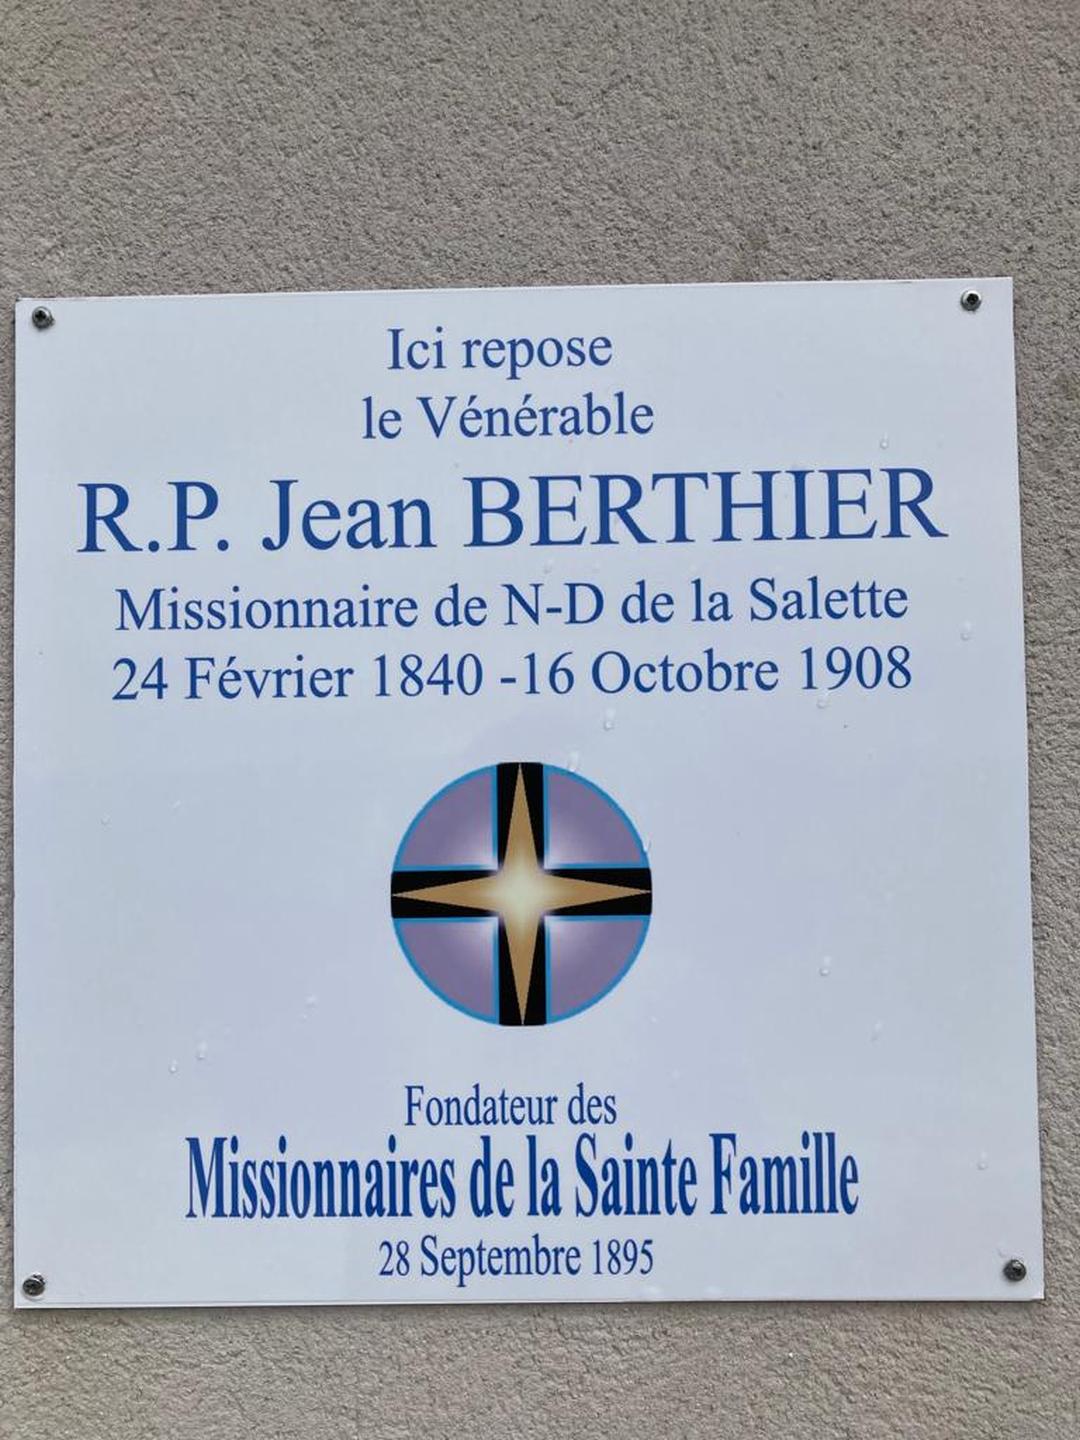 Ici repose
le Vénérable
R.P. Jean BERTHIER
Missionnaire de N-D de la Salette
24 Février 1840 -16 Octobre 1908
Fondateur des
Missionnaires de la Sainte Famille
28 Septembre 1895